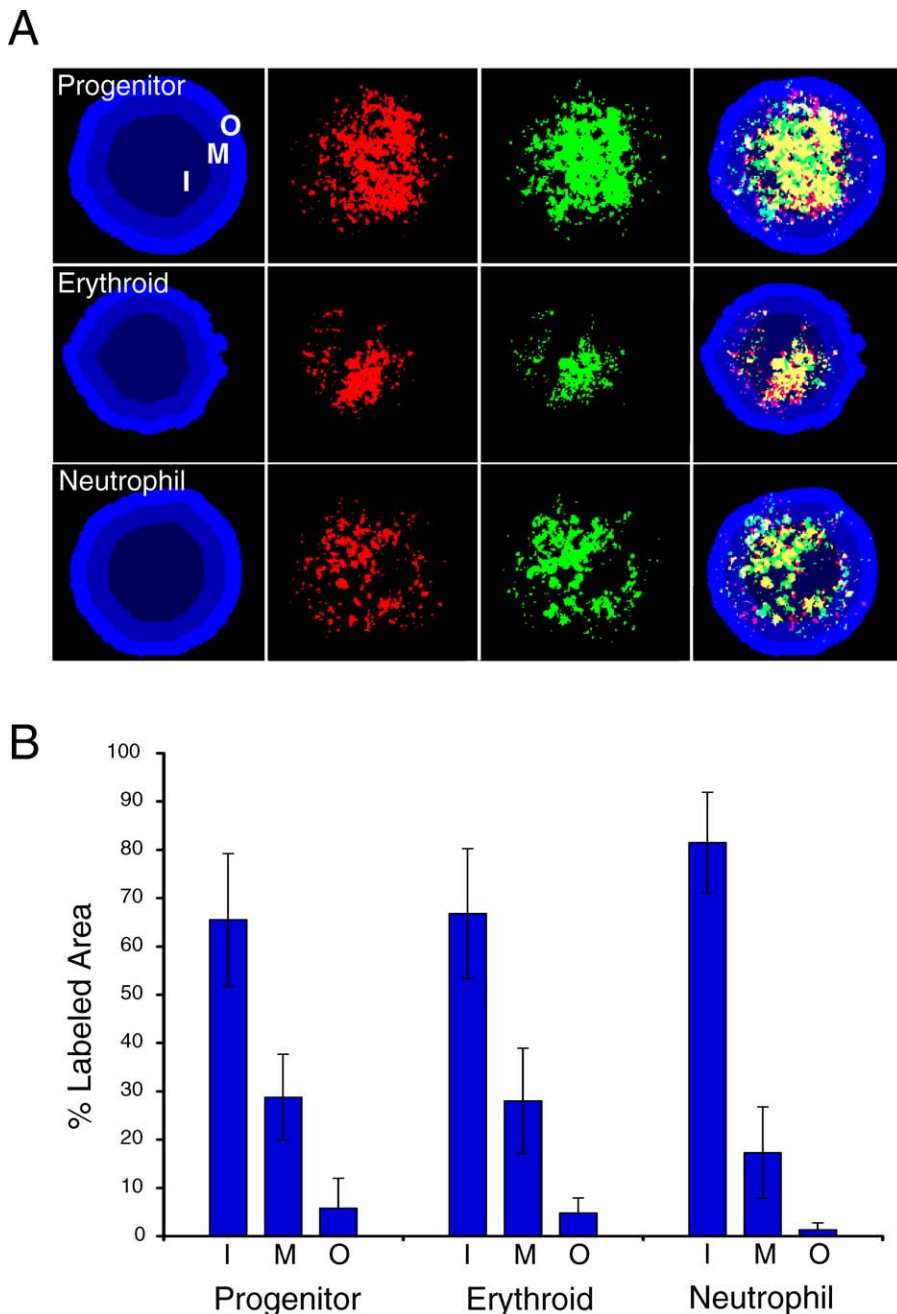 A
Progenitor
O
M
I
Erythroid
Neutrophil
B
100
90
80
70
60
50
40
30
20
10
0
% Labeled Area
I M O I M O I M O
Progenitor Erythroid Neutrophil